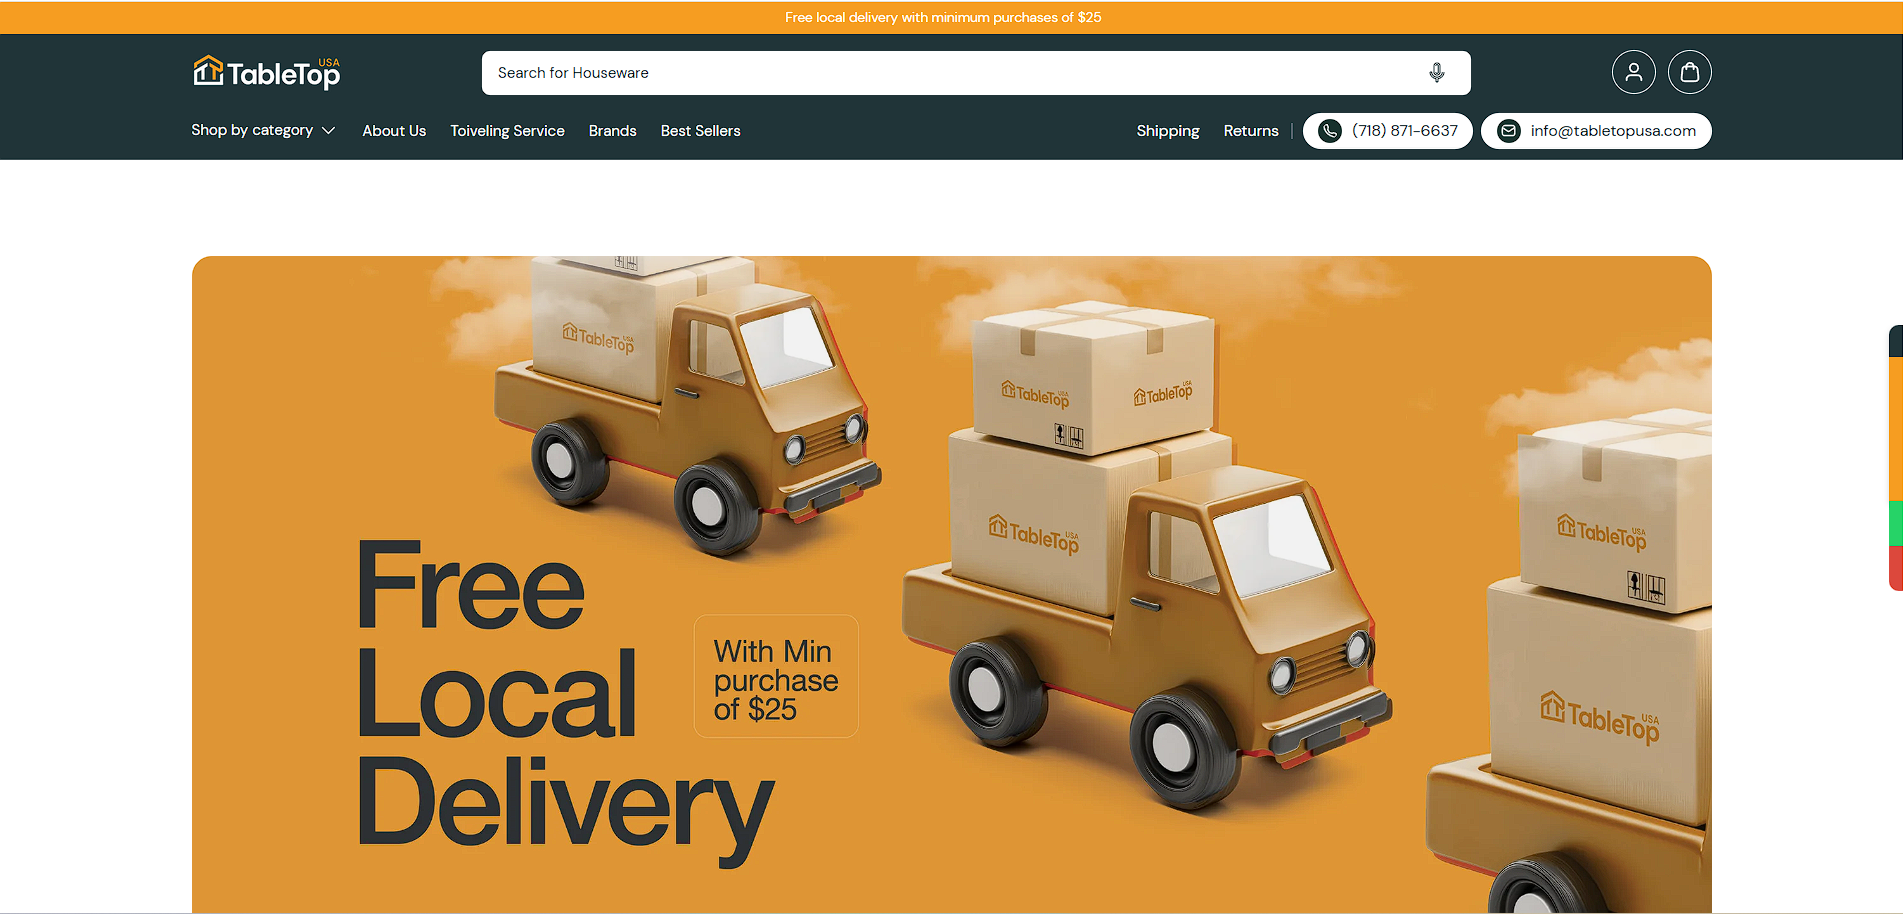 Free local delivery with minimum purchases of $25
TableTop USA
Search for Houseware
Shop by category
About Us
Toiveling Service
Brands
Best Sellers
Shipping
Returns
(718) 871-6637
info@tabletopusa.com
TableTop USA
TableTop USA
TableTop USA
TableTop USA
TableTop USA
TableTop USA
Free
Local
Delivery
With Min
purchase
of $25